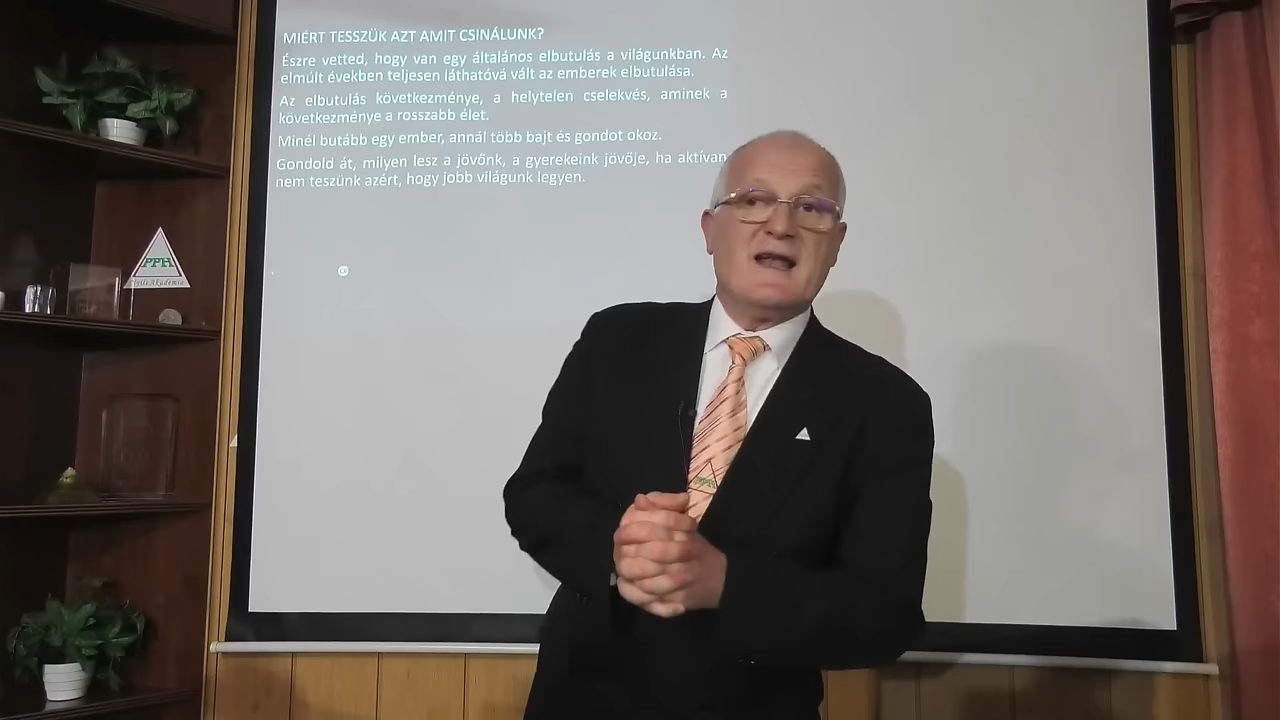 MIÉRT TESSZÜK AZT AMIT CSINÁLUNK?
Észre vetted, hogy van egy általános elbutulás a világunkban. Az
elmúlt években teljesen láthatóvá vált az emberek elbutulása.
Az elbutulás következménye, a helytelen cselekvés, aminek a
következménye a rosszabb élet.
Minél butább egy ember, annál több bajt és gondot okoz.
Gondold át, milyen lesz a jövőnk, a gyerekeink jövője, ha aktívan
nem teszünk azért, hogy jobb világunk legyen.
PPH
Nyílt Akadémia
PPH